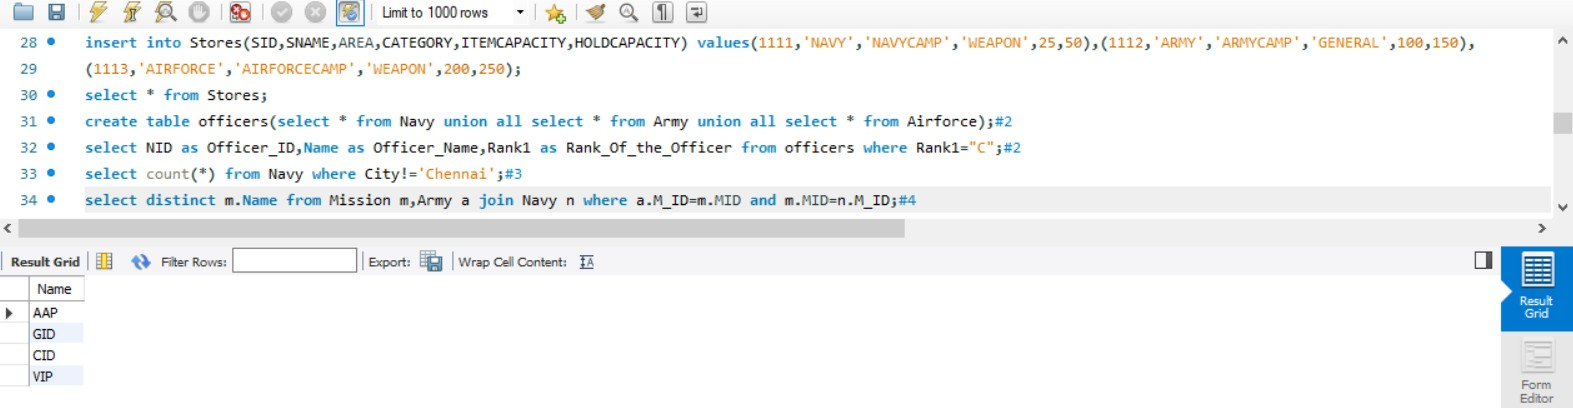 Limit to 1000 rows
28 insert into Stores(SID,SNAME,AREA,CATEGORY,ITEMCAPACITY,HOLDCAPACITY) values(1111,'NAVY','NAVYCAMP','WEAPON',25,50),(1112,'ARMY','ARMYCAMP','GENERAL',100,150),
29 (1113,'AIRFORCE','AIRFORCECAMP','WEAPON',200,250);
30 select * from Stores;
31 create table officers(select * from Navy union all select * from Army union all select * from Airforce);#2
32 select NID as Officer_ID,Name as Officer_Name,Rank1 as Rank_Of_the_Officer from officers where Rank1="C";#2
33 select count(*) from Navy where City!='Chennai';#3
34 select distinct m.Name from Mission m,Army a join Navy n where a.M_ID=m.MID and m.MID=n.M_ID;#4
Result Grid Filter Rows: Export: Wrap Cell Content: IA
Name
AAP
GID
CID
VIP
Result
Grid
Form
Editor